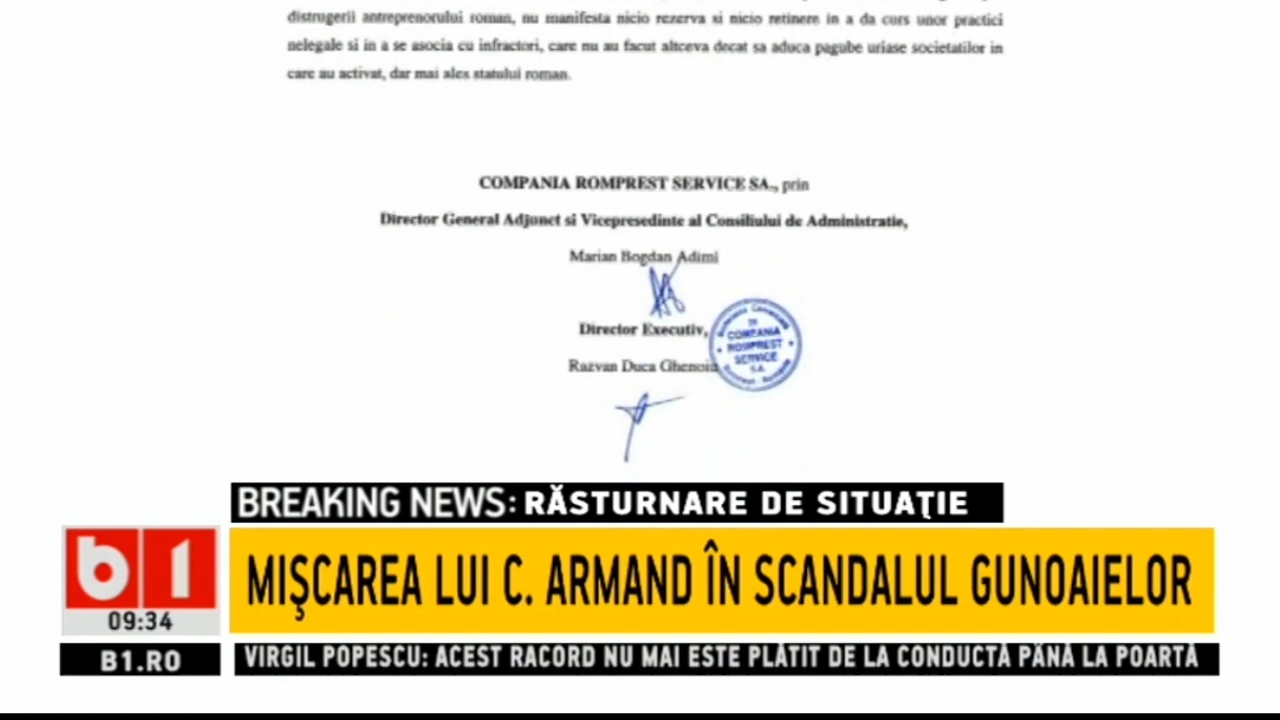 distrugerii antreprenorului roman, nu manifesta nicio rezerva si nicio retinere in a da curs unor practici
nelegale si in a se asocia cu infractori, care nu au facut altceva decat sa aduca pagube uriase societatilor in
care au activat, dar mai ales statului roman.
COMPANIA ROMPREST SERVICE SA., prin
Director General Adjunct si Vicepresedinte al Consiliului de Administratie,
Marian Bogdan Adimi
Director Executiv,
Razvan Duca Ghenoiu
COMPANIA
ROMPREST
SERVICE
S.A.
BREAKING NEWS: RĂSTURNARE DE SITUAŢIE
b1
MIŞCAREA LUI C. ARMAND ÎN SCANDALUL GUNOAIELOR
09:34
B1.RO
VIRGIL POPESCU: ACEST RACORD NU MAI ESTE PLĂTIT DE LA CONDUCTĂ PÂNĂ LA POARTĂ